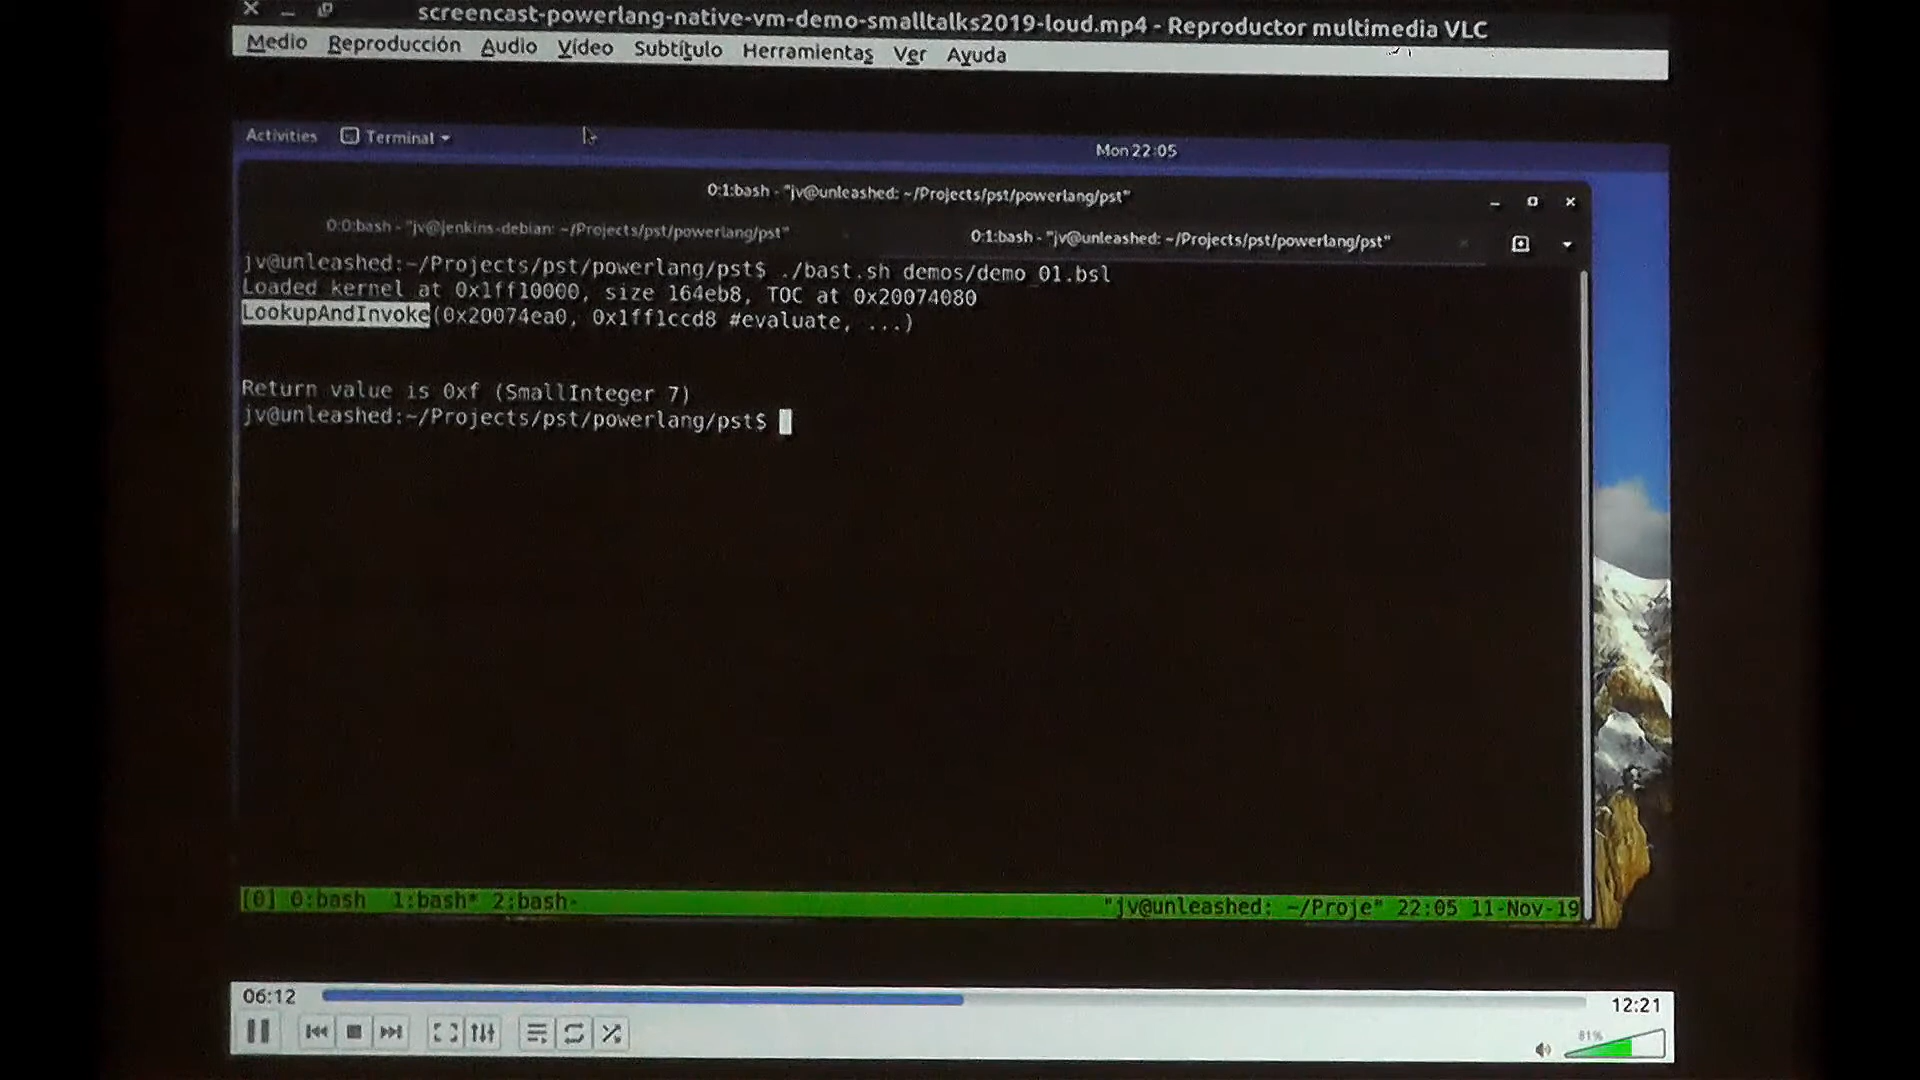 screencast-powerlang-native-vm-demo-smalltalks2019-loud.mp4 - Reproductor multimedia VLC
Medio Reproducción Audio Vídeo Subtítulo Herramientas Ver Ayuda
Activities Terminal Mon 22:05
0:1:bash - "jv@unleashed: ~/Projects/pst/powerlang/pst"
0:0:bash - "jv@jenkins-debian: ~/Projects/pst/powerlang/pst" 0:1:bash - "jv@unleashed: ~/Projects/pst/powerlang/pst"
jv@unleashed:~/Projects/pst/powerlang/pst$ ./bast.sh demos/demo_01.bsl
Loaded kernel at 0x1ff10000, size 164eb8, TOC at 0x20074080
LookupAndInvoke(0x20074ea0, 0x1ff1ccd8 #evaluate, ...)
Return value is 0xf (SmallInteger 7)
jv@unleashed:~/Projects/pst/powerlang/pst$
[0] 0:bash 1:bash* 2:bash- "jv@unleashed: ~/Proje" 22:05 11-Nov-19
06:12 12:21
81%